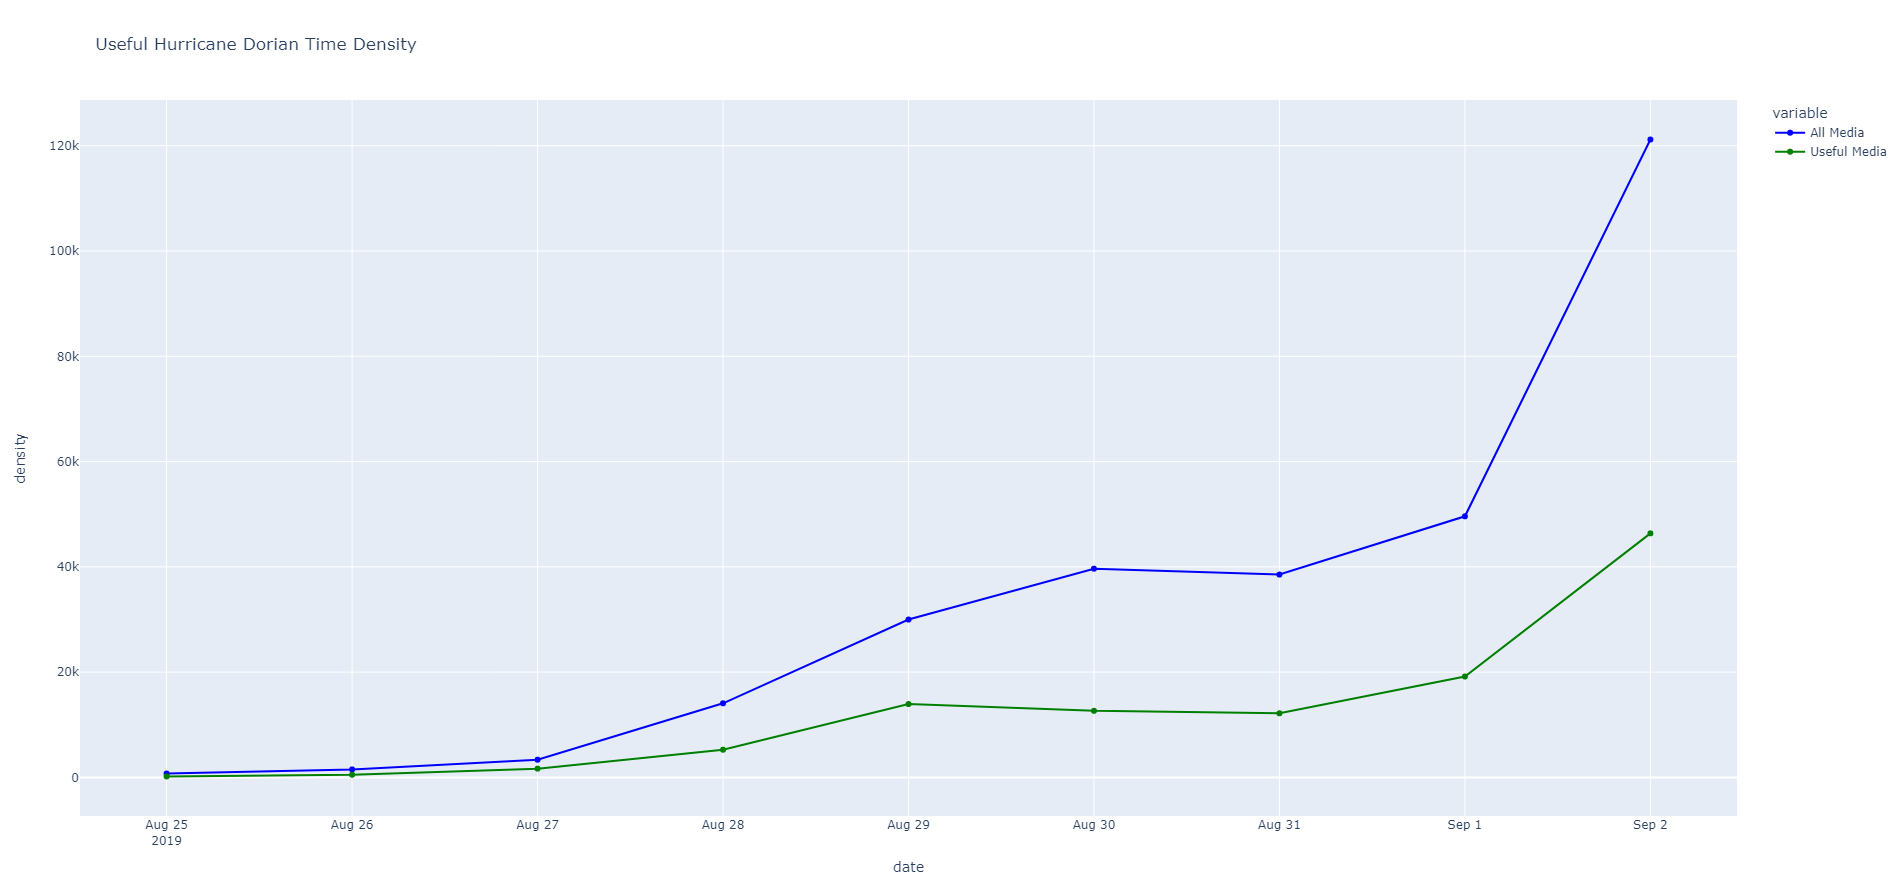 Useful Hurricane Dorian Time Density
variable
All Media
Useful Media
120k
100k
80k
60k
40k
20k
0
density
Aug 25
2019
Aug 26
Aug 27
Aug 28
Aug 29
Aug 30
Aug 31
Sep 1
Sep 2
date